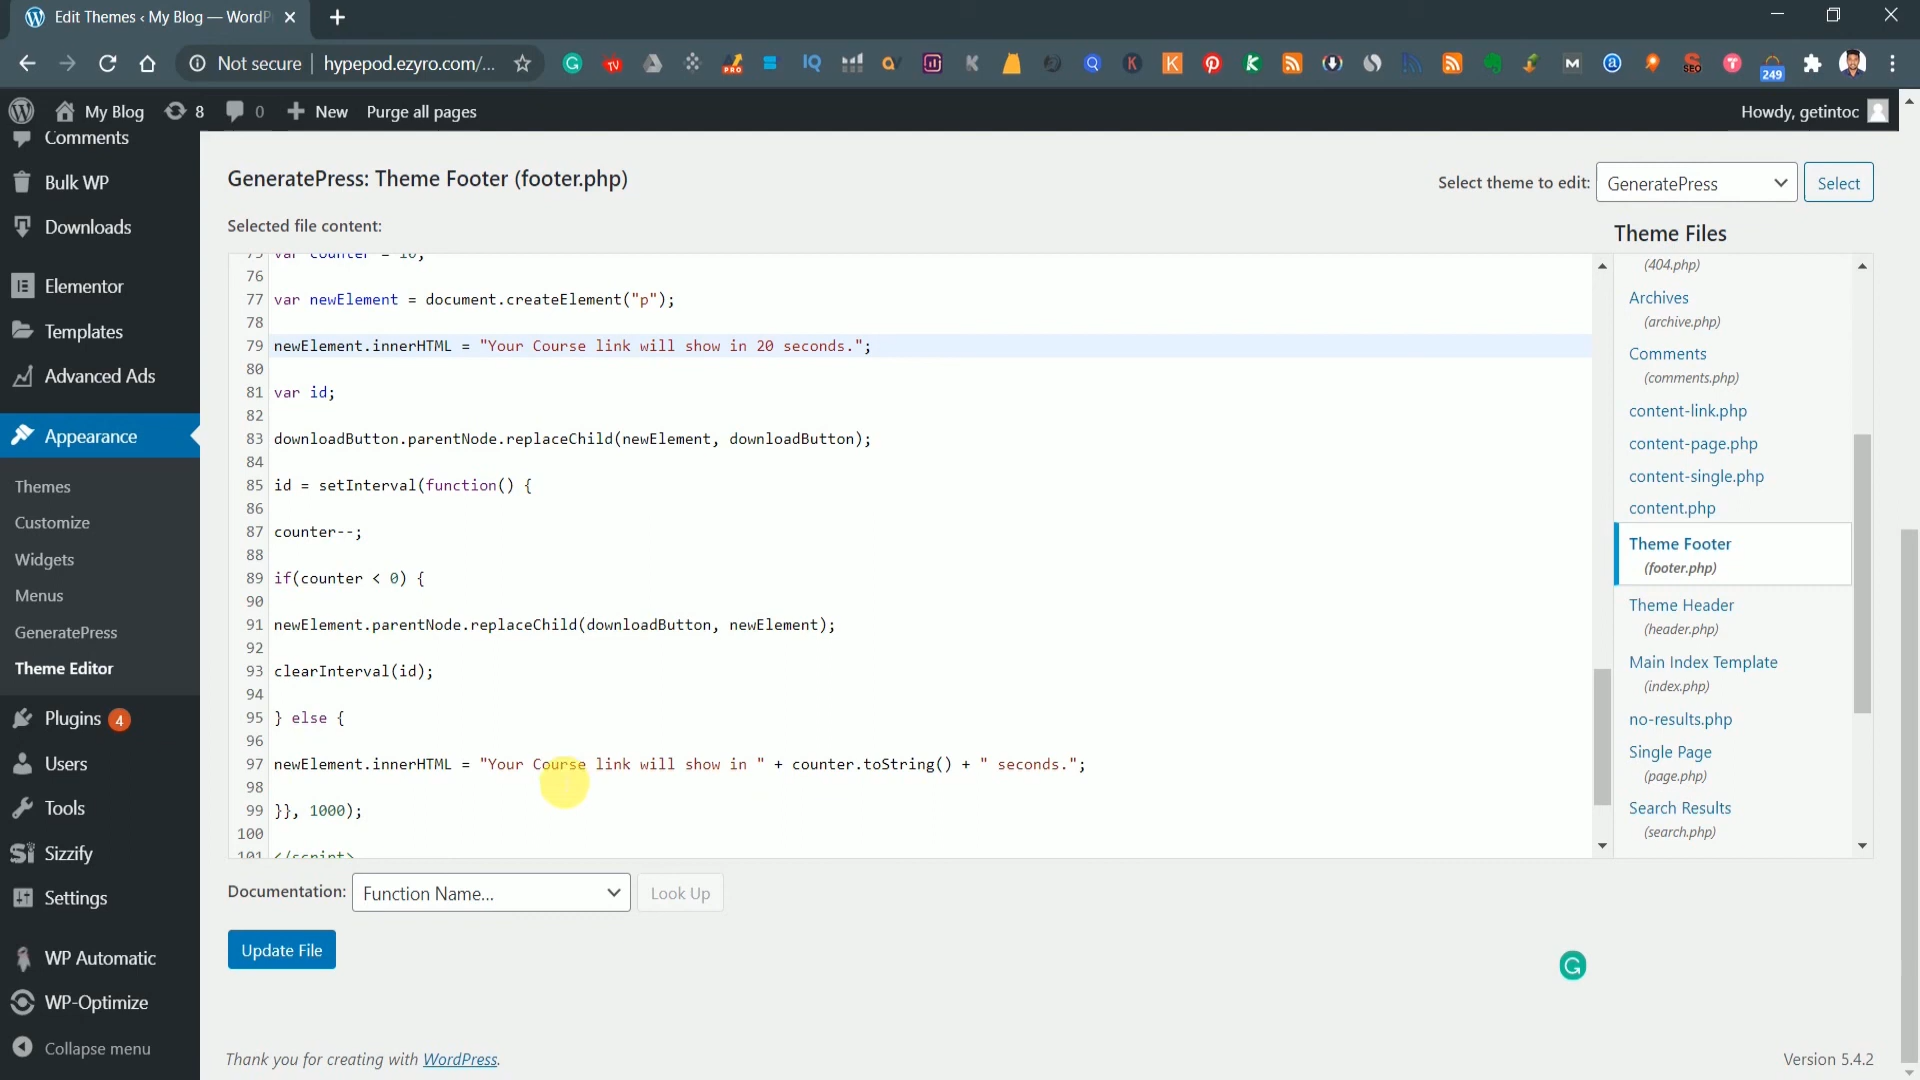 Edit Themes ‹ My Blog — WordP
Not secure
hypepod.ezyro.com/...
PRO
249
My Blog
8
0
New
Purge all pages
Howdy, getintoc
Comments
Bulk WP
Downloads
Elementor
Templates
Advanced Ads
Appearance
Themes
Customize
Widgets
Menus
GeneratePress
Theme Editor
Plugins 4
Users
Tools
Sizzify
Settings
WP Automatic
WP-Optimize
Collapse menu
GeneratePress: Theme Footer (footer.php)
Select theme to edit: GeneratePress Select
Selected file content:
75 var counter = 10;
76
77 var newElement = document.createElement("p");
78
79 newElement.innerHTML = "Your Course link will show in 20 seconds.";
80
81 var id;
82
83 downloadButton.parentNode.replaceChild(newElement, downloadButton);
84
85 id = setInterval(function() {
86
87 counter--;
88
89 if(counter < 0) {
90
91 newElement.parentNode.replaceChild(downloadButton, newElement);
92
93 clearInterval(id);
94
95 } else {
96
97 newElement.innerHTML = "Your Course link will show in " + counter.toString() + " seconds.";
98
99 }}, 1000);
100
101 </script>
Theme Files
(404.php)
Archives
(archive.php)
Comments
(comments.php)
content-link.php
content-page.php
content-single.php
content.php
Theme Footer
(footer.php)
Theme Header
(header.php)
Main Index Template
(index.php)
no-results.php
Single Page
(page.php)
Search Results
(search.php)
Documentation: Function Name... Look Up
Update File
Thank you for creating with WordPress.
Version 5.4.2